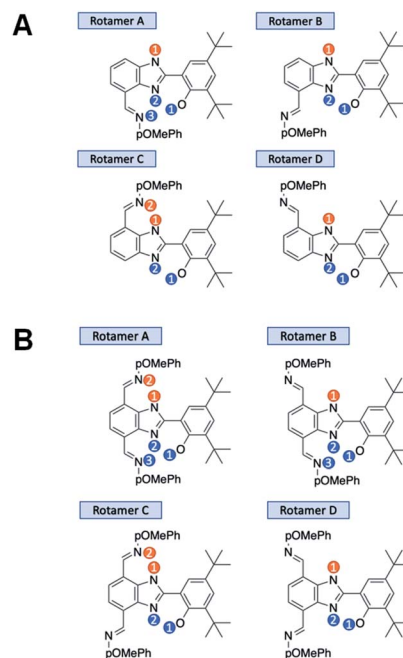 A
Rotamer A
1
N
N
2
1 O
N 3
pOMePh
Rotamer B
1
N
N
2
1 O
N
pOMePh
Rotamer C
pOMePh
N 2
1
N
N
2 1 O
Rotamer D
pOMePh
N
1
N
N
2 1 O
B
Rotamer A
pOMePh
N 2
1
N
N
2
1 O
N 3
pOMePh
Rotamer B
pOMePh
N
1
N
N
2
1 O
N 3
pOMePh
Rotamer C
pOMePh
N 2
1
N
N
2 1 O
N
pOMePh
Rotamer D
pOMePh
N
1
N
N
2 1 O
N
pOMePh